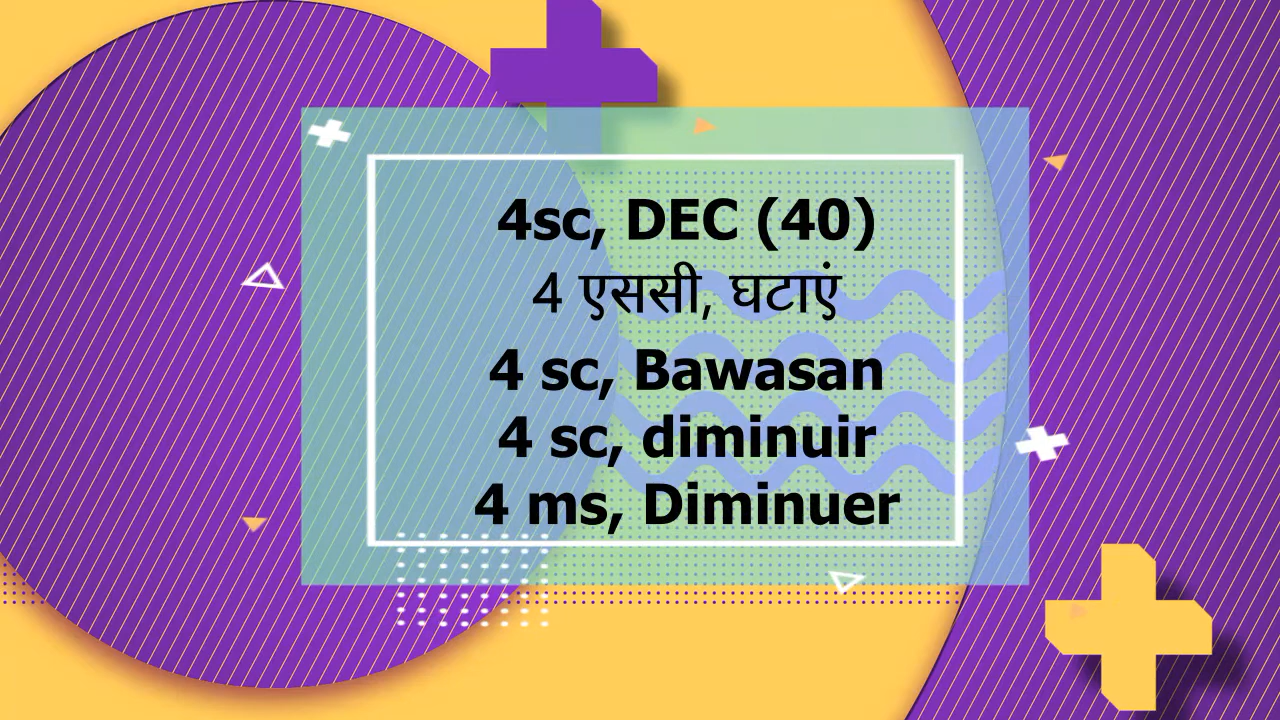 4sc, DEC (40)
4 एससी, घटाएं
4 sc, Bawasan
4 sc, diminuir
4 ms, Diminuer